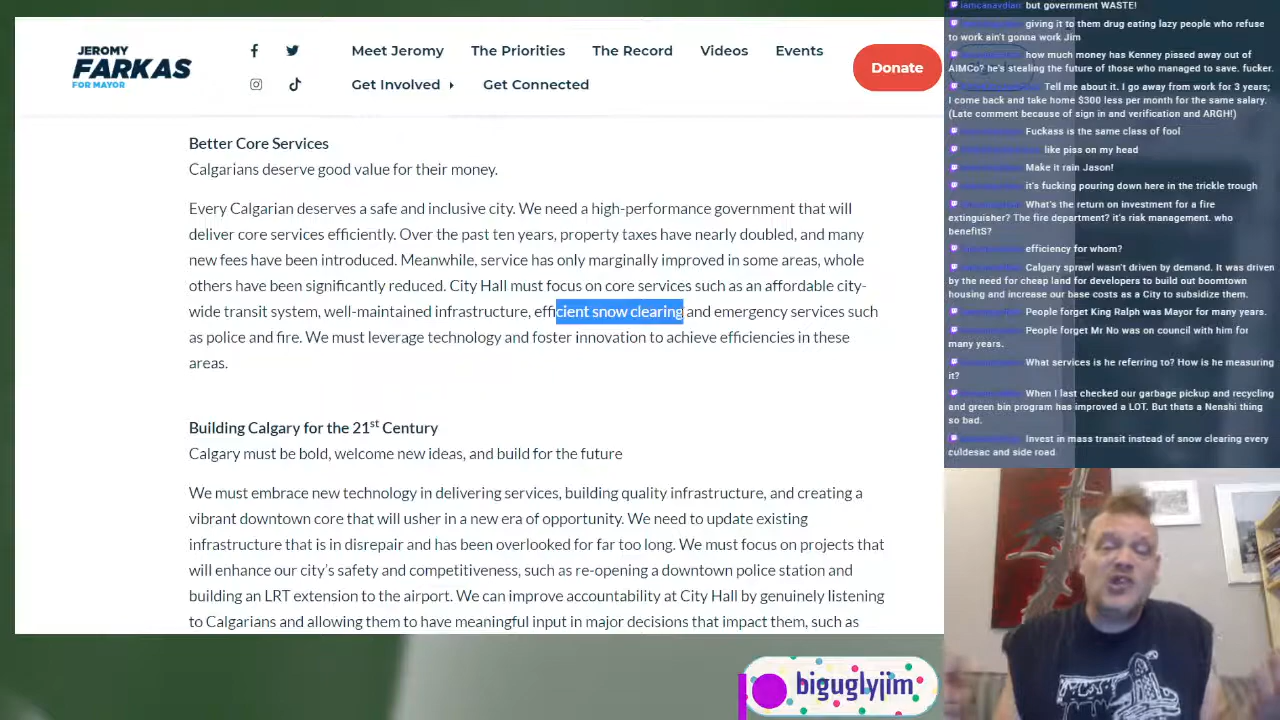 JEROMY
FARKAS
FOR MAYOR
Meet Jeromy
The Priorities
The Record
Videos
Events
Get Involved
Get Connected
Donate
Better Core Services
Calgarians deserve good value for their money.
Every Calgarian deserves a safe and inclusive city. We need a high-performance government that will
deliver core services efficiently. Over the past ten years, property taxes have nearly doubled, and many
new fees have been introduced. Meanwhile, service has only marginally improved in some areas, whole
others have been significantly reduced. City Hall must focus on core services such as an affordable city-
wide transit system, well-maintained infrastructure, efficient snow clearing and emergency services such
as police and fire. We must leverage technology and foster innovation to achieve efficiencies in these
areas.
Building Calgary for the 21st Century
Calgary must be bold, welcome new ideas, and build for the future
We must embrace new technology in delivering services, building quality infrastructure, and creating a
vibrant downtown core that will usher in a new era of opportunity. We need to update existing
infrastructure that is in disrepair and has been overlooked for far too long. We must focus on projects that
will enhance our city's safety and competitiveness, such as re-opening a downtown police station and
building an LRT extension to the airport. We can improve accountability at City Hall by genuinely listening
to Calgarians and allowing them to have meaningful input in major decisions that impact them, such as
iamcanaydian: but government WASTE!
giving it to them drug eating lazy people who refuse
to work ain't gonna work Jim
how much money has Kenney pissed away out of
AIMCo? he's stealing the future of those who managed to save. fucker.
Tell me about it. I go away from work for 3 years;
I come back and take home $300 less per month for the same salary.
(Late comment because of sign in and verification and ARGH!)
Fuckass is the same class of fool
like piss on my head
Make it rain Jason!
it's fucking pouring down here in the trickle trough
What's the return on investment for a fire
extinguisher? The fire department? it's risk management. who
benefitS?
efficiency for whom?
Calgary sprawl wasn't driven by demand. It was driven
by the need for cheap land for developers to build out boomtown
housing and increase our base costs as a City to subsidize them.
People forget King Ralph was Mayor for many years.
People forget Mr No was on council with him for
many years.
What services is he referring to? How is he measuring
it?
When I last checked our garbage pickup and recycling
and green bin program has improved a LOT. But thats a Nenshi thing
so bad.
Invest in mass transit instead of snow clearing every
culdesac and side road
biguglyjim